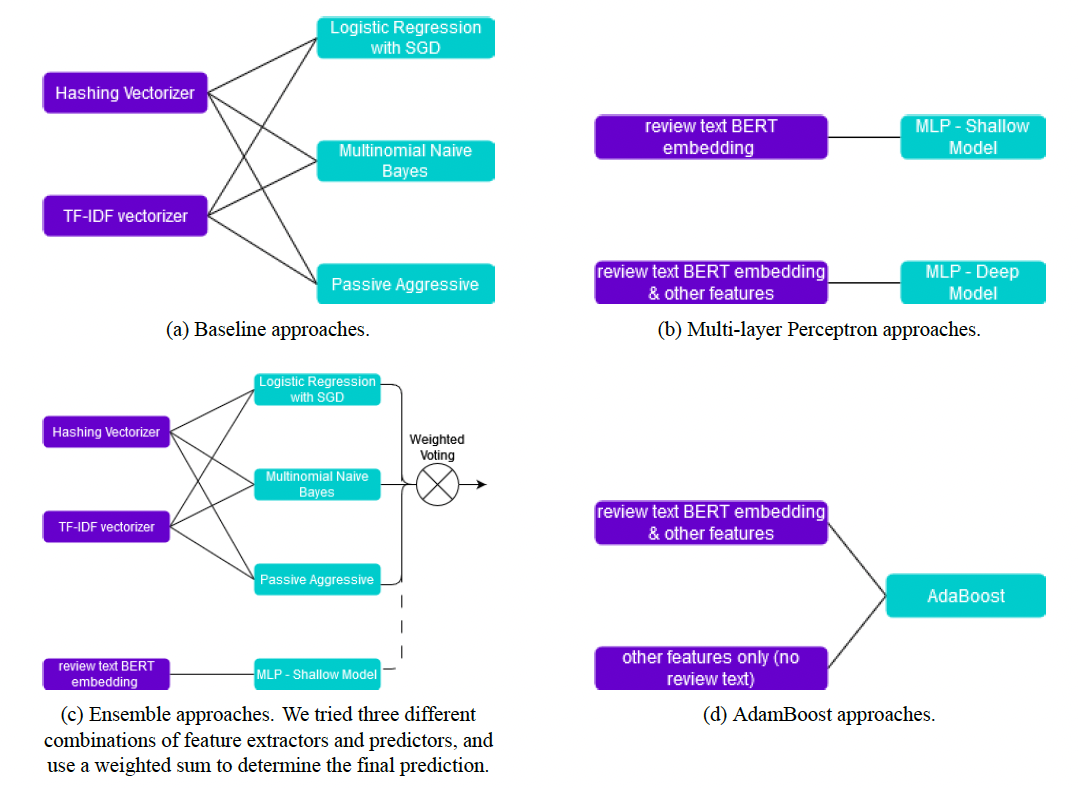 Logistic Regression
with SGD
Hashing Vectorizer
Multinomial Naive
Bayes
TF-IDF vectorizer
Passive Aggressive
(a) Baseline approaches.
review text BERT
embedding
MLP - Shallow
Model
review text BERT embedding
& other features
MLP - Deep
Model
(b) Multi-layer Perceptron approaches.
Logistic Regression
with SGD
Hashing Vectorizer
Weighted
Voting
Multinomial Naive
Bayes
TF-IDF vectorizer
Passive Aggressive
review text BERT
embedding
MLP - Shallow Model
(c) Ensemble approaches. We tried three different
combinations of feature extractors and predictors, and
use a weighted sum to determine the final prediction.
review text BERT embedding
& other features
AdaBoost
other features only (no
review text)
(d) AdamBoost approaches.